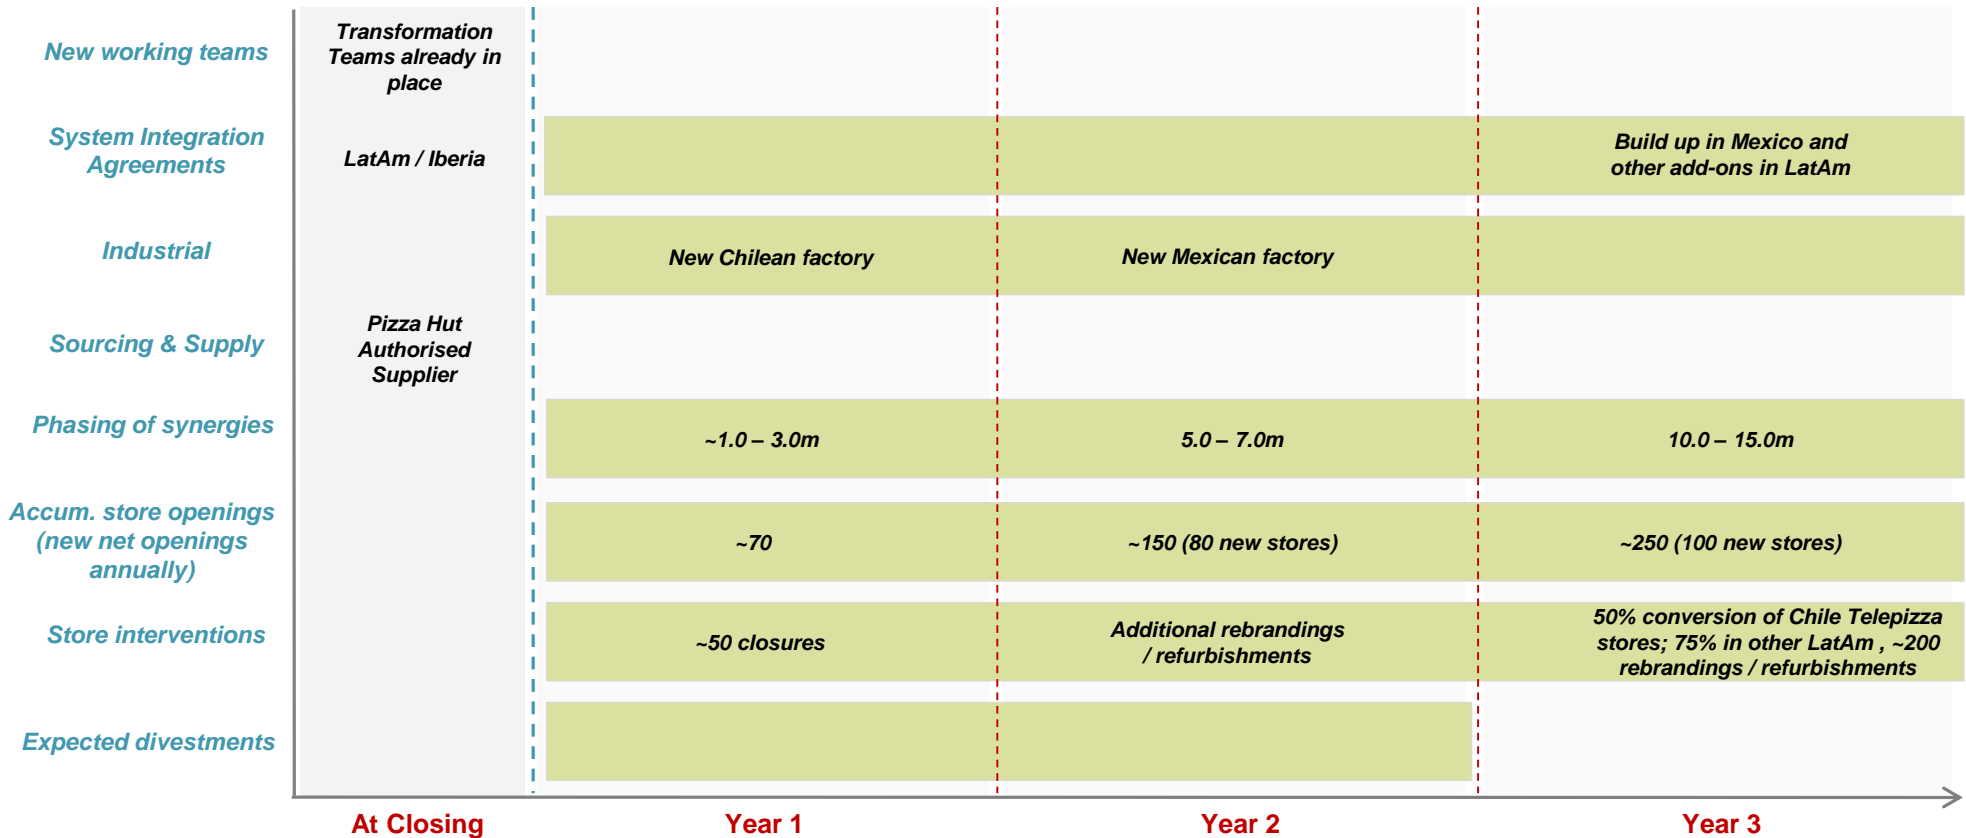 New working teams
Transformation
Teams already in
place
System Integration
Agreements
LatAm / Iberia
Build up in Mexico and
other add-ons in LatAm
Industrial
New Chilean factory
New Mexican factory
Sourcing & Supply
Pizza Hut
Authorised
Supplier
Phasing of synergies
~1.0 – 3.0m
5.0 – 7.0m
10.0 – 15.0m
Accum. store openings
(new net openings
annually)
~70
~150 (80 new stores)
~250 (100 new stores)
Store interventions
~50 closures
Additional rebrandings
/ refurbishments
50% conversion of Chile Telepizza
stores; 75% in other LatAm , ~200
rebrandings / refurbishments
Expected divestments
At Closing
Year 1
Year 2
Year 3